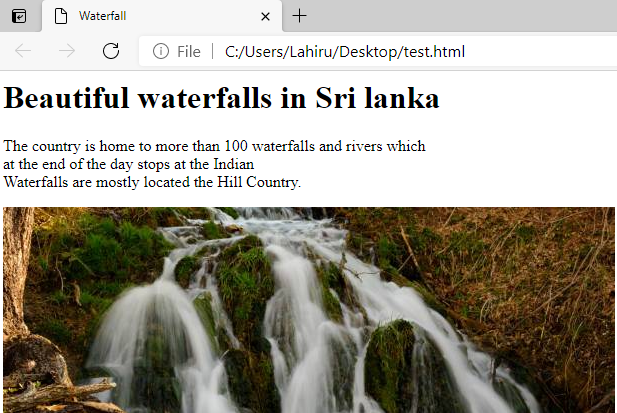 Waterfall
File | C:/Users/Lahiru/Desktop/test.html
Beautiful waterfalls in Sri lanka
The country is home to more than 100 waterfalls and rivers which
at the end of the day stops at the Indian
Waterfalls are mostly located the Hill Country.